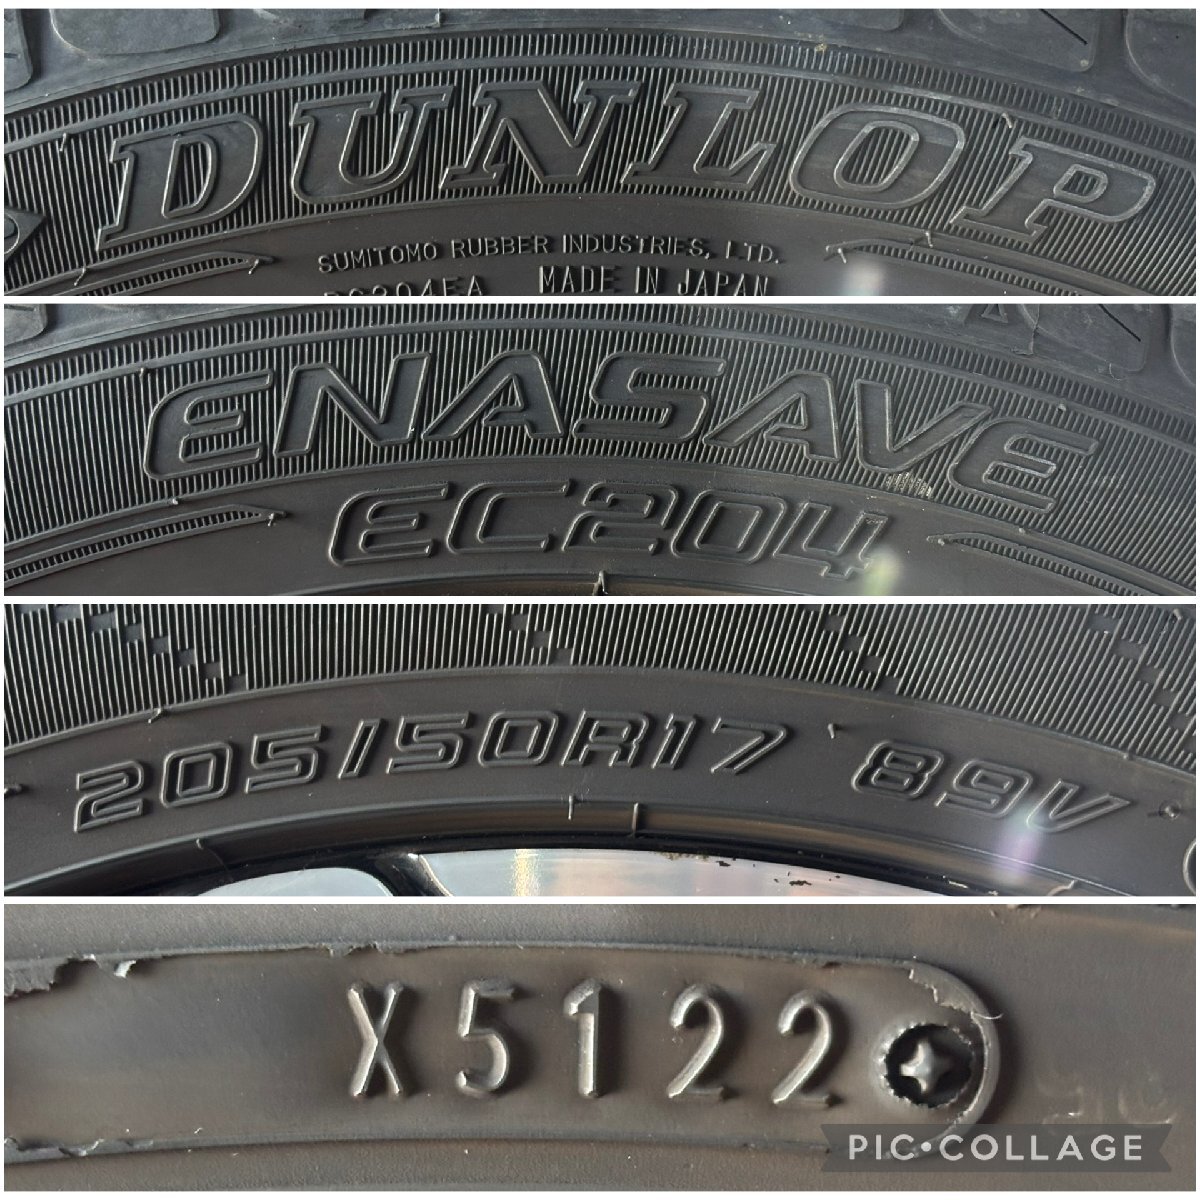 DUNLOP
SUMITOMO RUBBER INDUSTRIES, LTD.
MADE IN JAPAN
ENASAVE
EC204
205/50R17 89V
X5122
PIC•COLLAGE